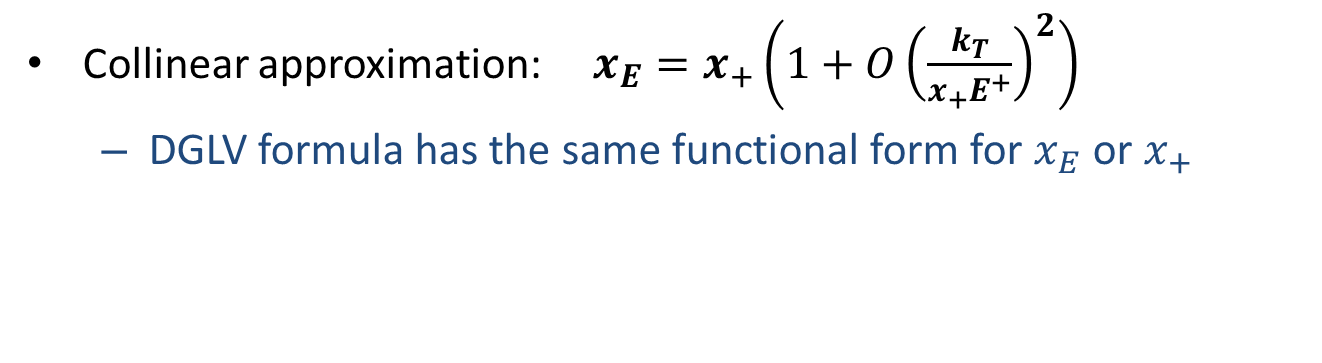 • Collinear approximation: x_E = x_+ (1 + O (k_T / x_+E^+)^2)
– DGLV formula has the same functional form for x_E or x_+